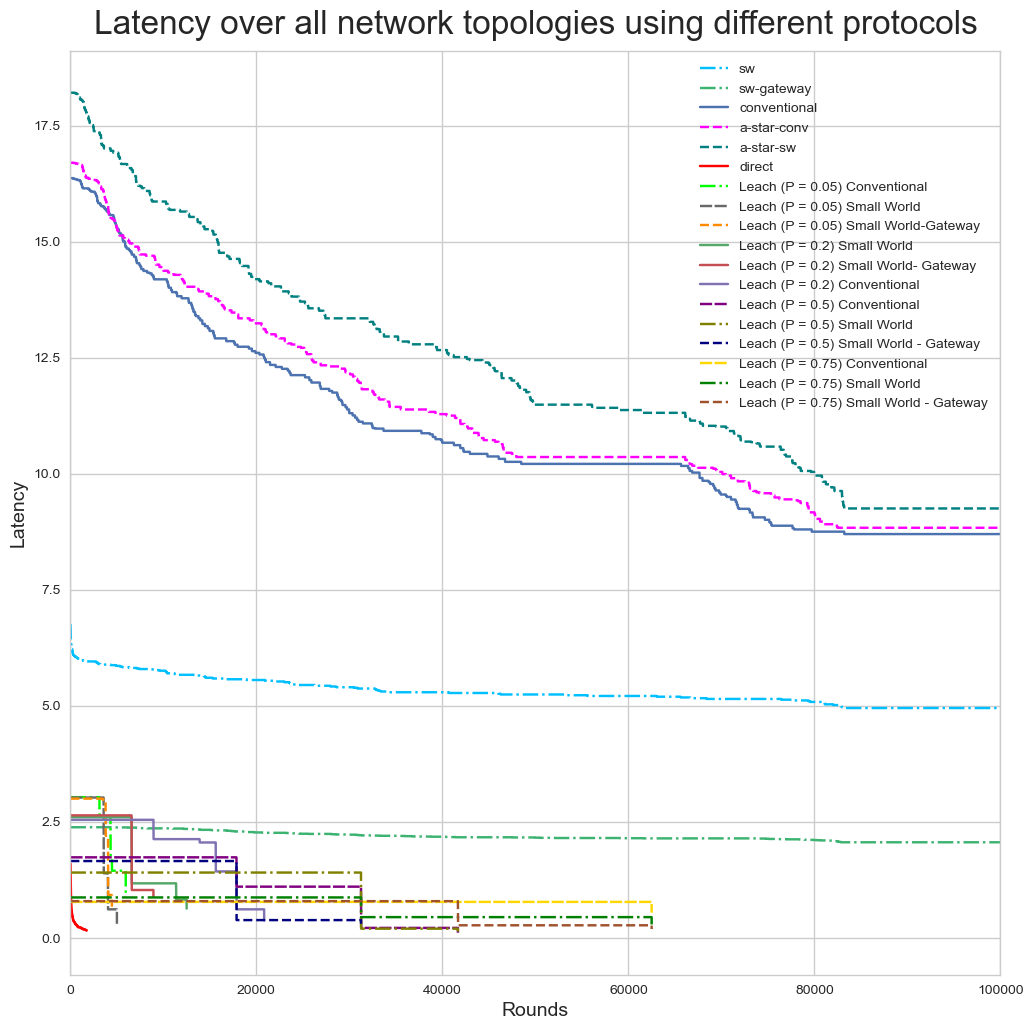 Latency over all network topologies using different protocols
sw
sw-gateway
conventional
a-star-conv
a-star-sw
direct
Leach (P = 0.05) Conventional
Leach (P = 0.05) Small World
Leach (P = 0.05) Small World-Gateway
Leach (P = 0.2) Small World
Leach (P = 0.2) Small World- Gateway
Leach (P = 0.2) Conventional
Leach (P = 0.5) Conventional
Leach (P = 0.5) Small World
Leach (P = 0.5) Small World - Gateway
Leach (P = 0.75) Conventional
Leach (P = 0.75) Small World
Leach (P = 0.75) Small World - Gateway
17.5
15.0
12.5
10.0
7.5
5.0
2.5
0.0
Latency
0 20000 40000 60000 80000 100000
Rounds